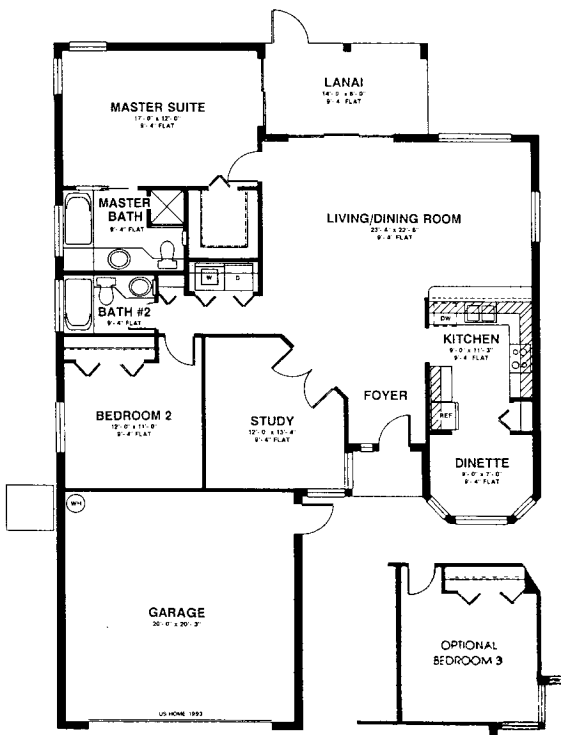 LANAI
14'- 0 x 8'- 0"
9'- 4" FLAT
MASTER SUITE
17'- 0" x 12'- 0"
9'- 4" FLAT
MASTER
BATH
9'- 4" FLAT
LIVING/DINING ROOM
23'- 4" x 22'- 6"
9'- 4" FLAT
W
D
BATH #2
9'- 4" FLAT
DW
KITCHEN
9'- 0" x 11'- 3"
9'- 4" FLAT
REF
FOYER
BEDROOM 2
12'- 0" x 11'- 0"
9'- 4" FLAT
STUDY
12'- 0" x 13'- 4"
9'- 4" FLAT
DINETTE
9'- 0" x 7'- 0"
9'- 4" FLAT
WH
GARAGE
20'- 0" x 20'- 3"
OPTIONAL
BEDROOM 3
US HOME 1993